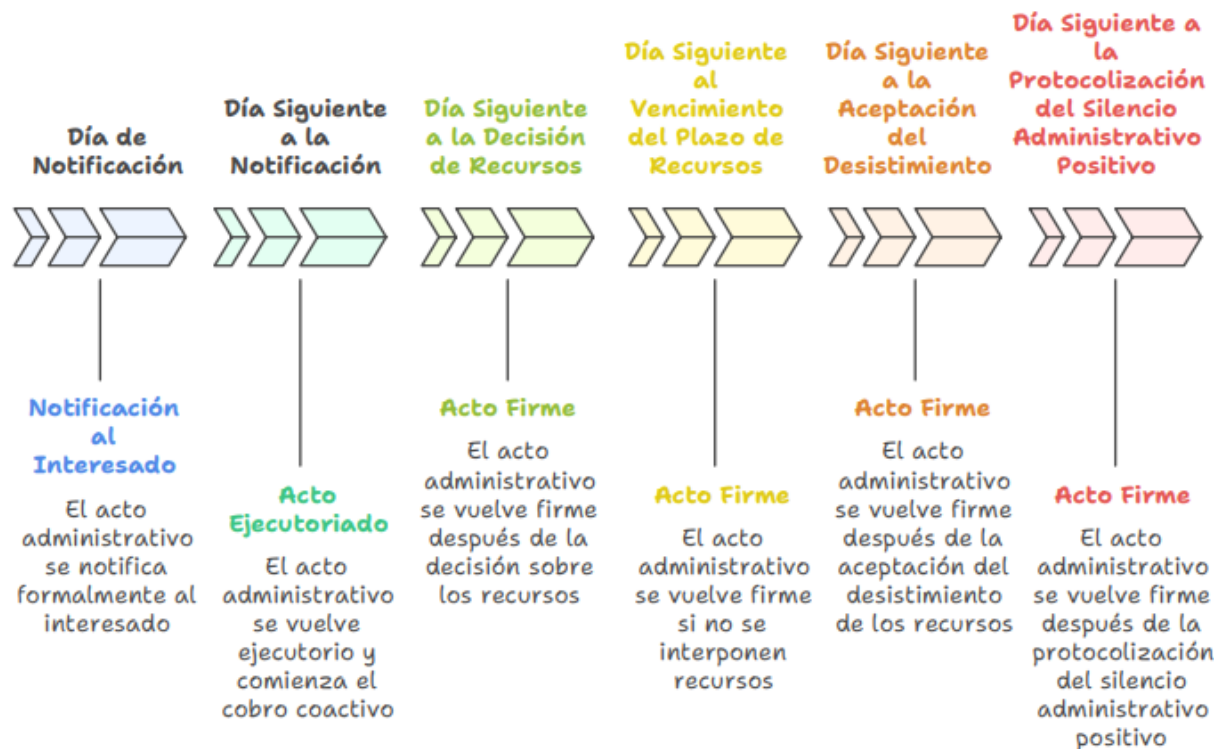 Día de
Notificación
Día Siguiente
a la
Notificación
Día Siguiente
a la Decisión
de Recursos
Día Siguiente
al
Vencimiento
del Plazo de
Recursos
Día Siguiente
a la
Aceptación
del
Desistimiento
Día Siguiente a
la
Protocolización
del Silencio
Administrativo
Positivo
Notificación
al
Interesado
El acto
administrativo
se notifica
formalmente al
interesado
Acto
Ejecutoriado
El acto
administrativo
se vuelve
ejecutorio y
comienza el
cobro coactivo
Acto Firme
El acto
administrativo
se vuelve firme
después de la
decisión sobre
los recursos
Acto Firme
El acto
administrativo
se vuelve firme
si no se
interponen
recursos
Acto Firme
El acto
administrativo
se vuelve firme
después de la
aceptación del
desistimiento
de los recursos
Acto Firme
El acto
administrativo
se vuelve firme
después de la
protocolización
del silencio
administrativo
positivo